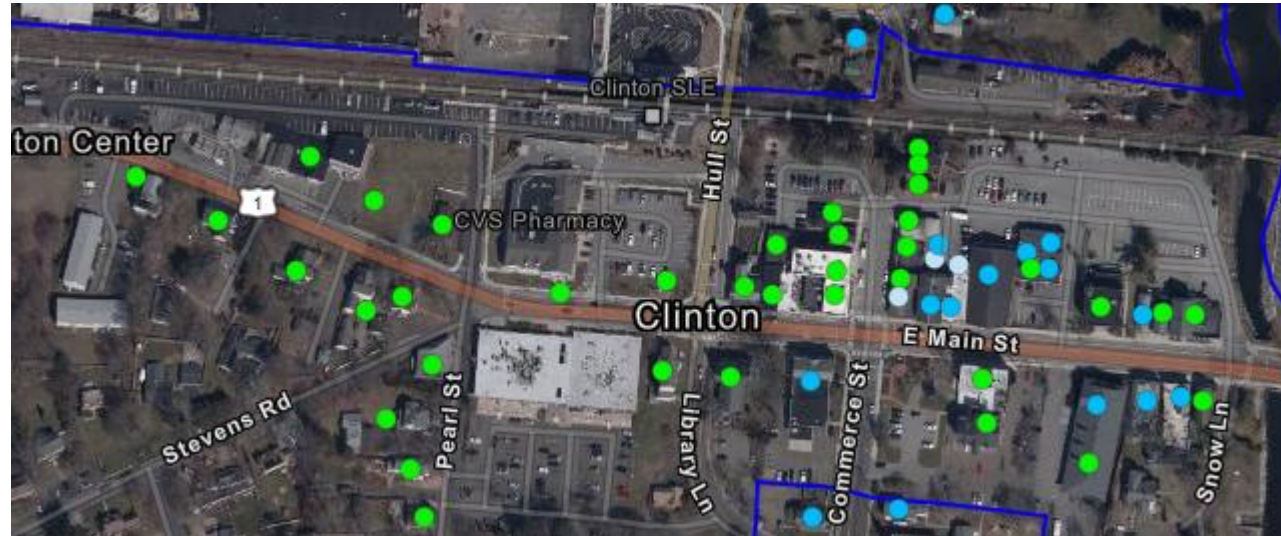 Clinton SLE
ton Center
Hull St
1
CVS Pharmacy
Clinton
E Main St
Stevens Rd
Pearl St
Library Ln
Commerce St
Snow Ln